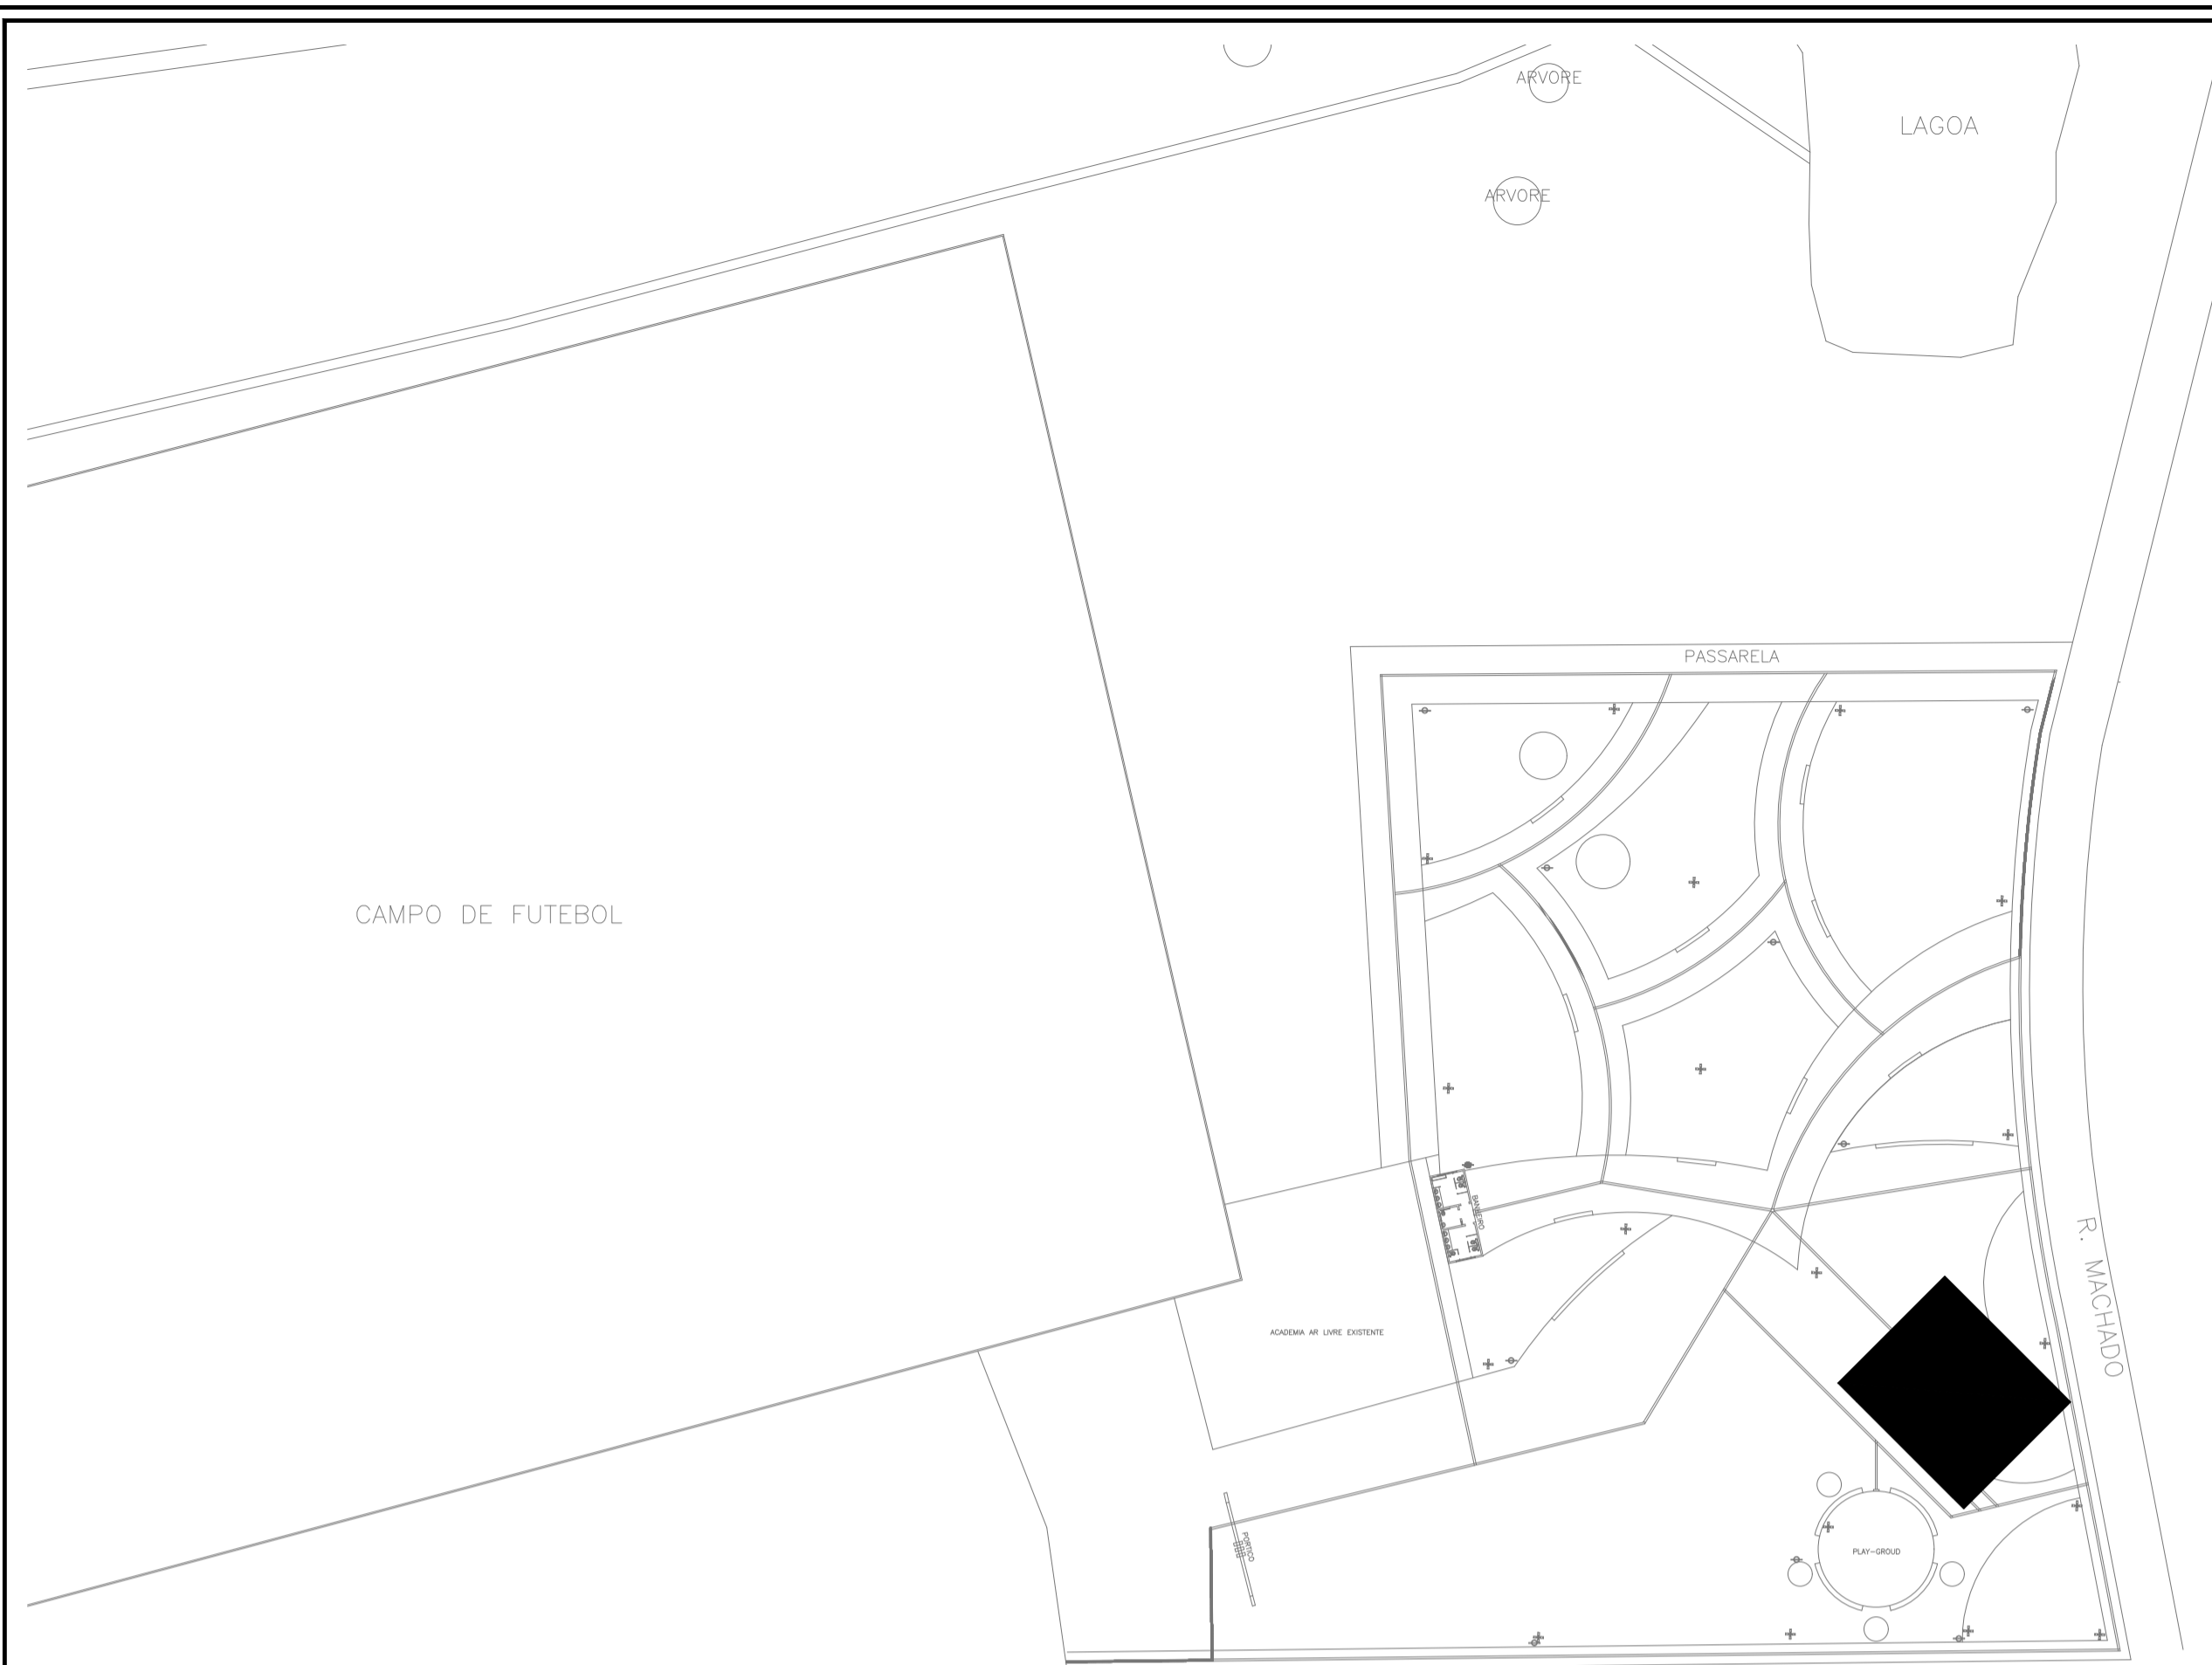 ARVORE
LAGOA
ARVORE
PASSARELA
CAMPO DE FUTEBOL
BANHEIRO
R. MACHADO
ACADEMIA AR LIVRE EXISTENTE
PORTICO
PLAY-GROUD